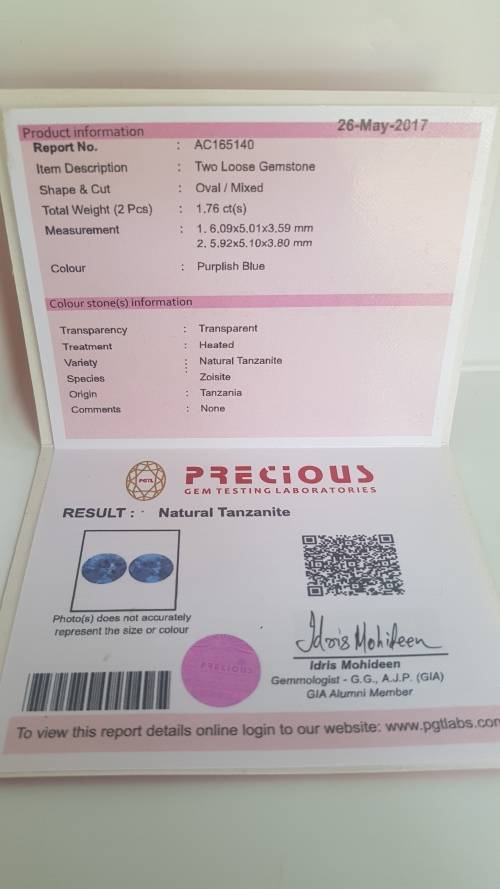 26-May-2017
Product information
Report No. : AC165140
Item Description : Two Loose Gemstone
Shape & Cut : Oval / Mixed
Total Weight (2 Pcs) : 1.76 ct(s)
Measurement : 1. 6.09x5.01x3.59 mm
2. 5.92x5.10x3.80 mm
Colour : Purplish Blue
Colour stone(s) information
Transparency : Transparent
Treatment : Heated
Variety : Natural Tanzanite
Species : Zoisite
Origin : Tanzania
Comments : None
PGTL
PRECIOUS
GEM TESTING LABORATORIES
RESULT : Natural Tanzanite
Photo(s) does not accurately
represent the size or colour
Idris Mohideen
Idris Mohideen
Gemmologist - G.G., A.J.P. (GIA)
GIA Alumni Member
PRECIOUS
To view this report details online login to our website: www.pgtlabs.com